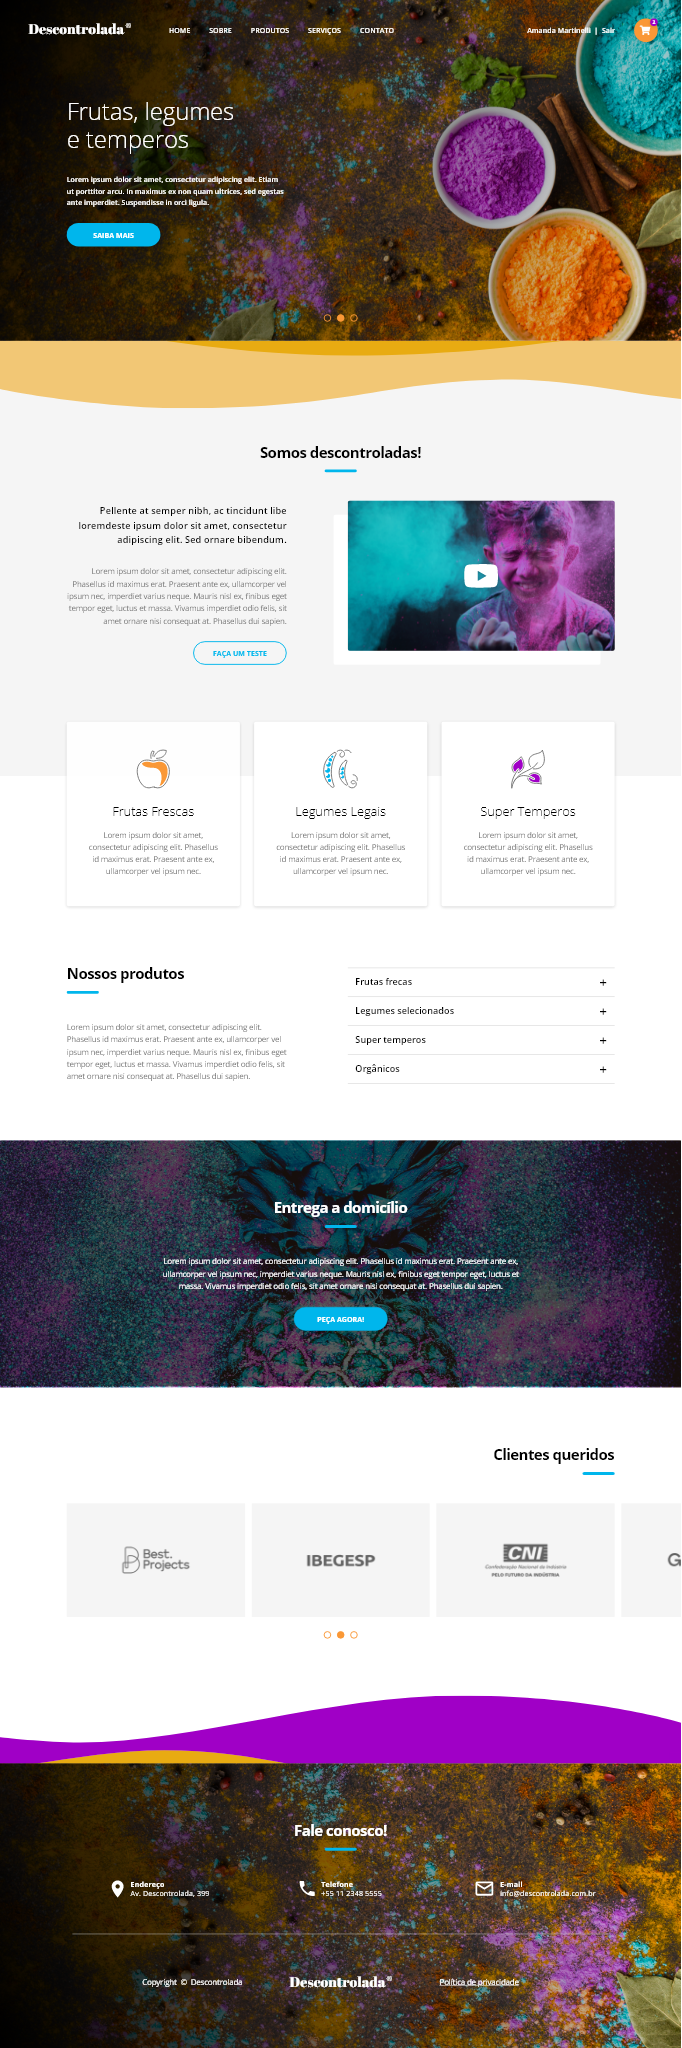 Descontrolada®
HOME SOBRE PRODUTOS SERVIÇOS CONTATO
Amanda Martinelli | Sair
1
Frutas, legumes
e temperos
Lorem ipsum dolor sit amet, consectetur adipiscing elit. Etiam
ut porttitor arcu. In maximus ex non quam ultrices, sed egestas
ante imperdiet. Suspendisse in orci ligula.
SAIBA MAIS
Somos descontroladas!
Pellente at semper nibh, ac tincidunt libe
loremdeste ipsum dolor sit amet, consectetur
adipiscing elit. Sed ornare bibendum.
Lorem ipsum dolor sit amet, consectetur adipiscing elit.
Phasellus id maximus erat. Praesent ante ex, ullamcorper vel
ipsum nec, imperdiet varius neque. Mauris nisl ex, finibus eget
tempor eget, luctus et massa. Vivamus imperdiet odio felis, sit
amet ornare nisi consequat at. Phasellus dui sapien.
FAÇA UM TESTE
Frutas Frescas
Lorem ipsum dolor sit amet,
consectetur adipiscing elit. Phasellus
id maximus erat. Praesent ante ex,
ullamcorper vel ipsum nec.
Legumes Legais
Lorem ipsum dolor sit amet,
consectetur adipiscing elit. Phasellus
id maximus erat. Praesent ante ex,
ullamcorper vel ipsum nec.
Super Temperos
Lorem ipsum dolor sit amet,
consectetur adipiscing elit. Phasellus
id maximus erat. Praesent ante ex,
ullamcorper vel ipsum nec.
Nossos produtos
Lorem ipsum dolor sit amet, consectetur adipiscing elit.
Phasellus id maximus erat. Praesent ante ex, ullamcorper vel
ipsum nec, imperdiet varius neque. Mauris nisl ex, finibus eget
tempor eget, luctus et massa. Vivamus imperdiet odio felis, sit
amet ornare nisi consequat at. Phasellus dui sapien.
Frutas frecas +
Legumes selecionados +
Super temperos +
Orgânicos +
Entrega a domicílio
Lorem ipsum dolor sit amet, consectetur adipiscing elit. Phasellus id maximus erat. Praesent ante ex,
ullamcorper vel ipsum nec, imperdiet varius neque. Mauris nisl ex, finibus eget tempor eget, luctus et
massa. Vivamus imperdiet odio felis, sit amet ornare nisi consequat at. Phasellus dui sapien.
PEÇA AGORA!
Clientes queridos
Best.
Projects
IBEGESP
CNI
Confederação Nacional da Indústria
PELO FUTURO DA INDÚSTRIA
G
Fale conosco!
Endereço
Av. Descontrolada, 399
Telefone
+55 11 2348 5555
E-mail
info@descontrolada.com.br
Copyright © Descontrolada
Descontrolada®
Política de privacidade